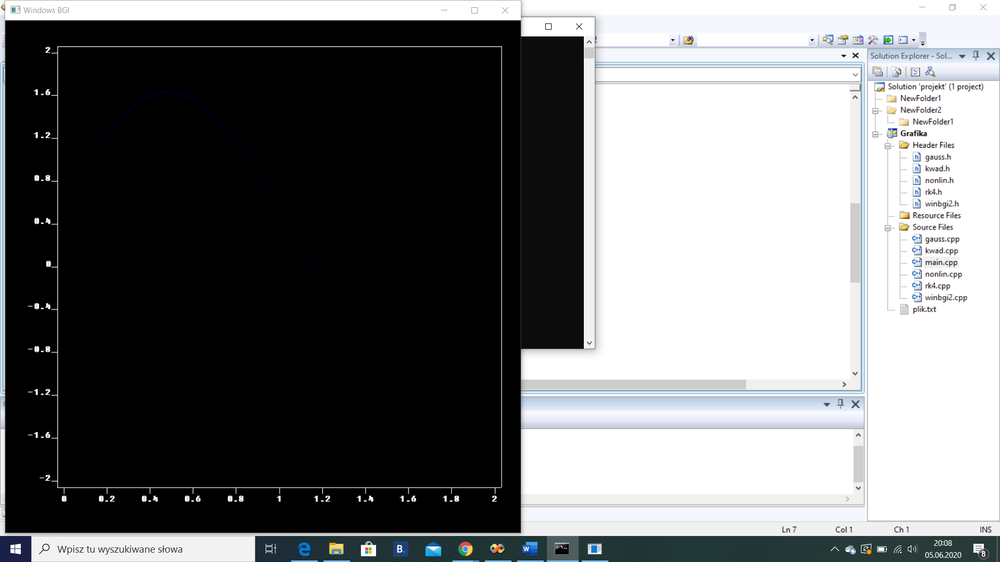 Windows BGI
2
1.6
1.2
0.8
0.4
0
-0.4
-0.8
-1.2
-1.6
-2
0 0.2 0.4 0.6 0.8 1 1.2 1.4 1.6 1.8 2
Solution Explorer - Sol...
Solution 'projekt' (1 project)
NewFolder1
NewFolder2
NewFolder1
Grafika
Header Files
gauss.h
kwad.h
nonlin.h
rk4.h
winbgi2.h
Resource Files
Source Files
gauss.cpp
kwad.cpp
main.cpp
nonlin.cpp
rk4.cpp
winbgi2.cpp
plik.txt
Ln 7 Col 1 Ch 1 INS
Wpisz tu wyszukiwane słowa
B.
20:08
05.06.2020
8